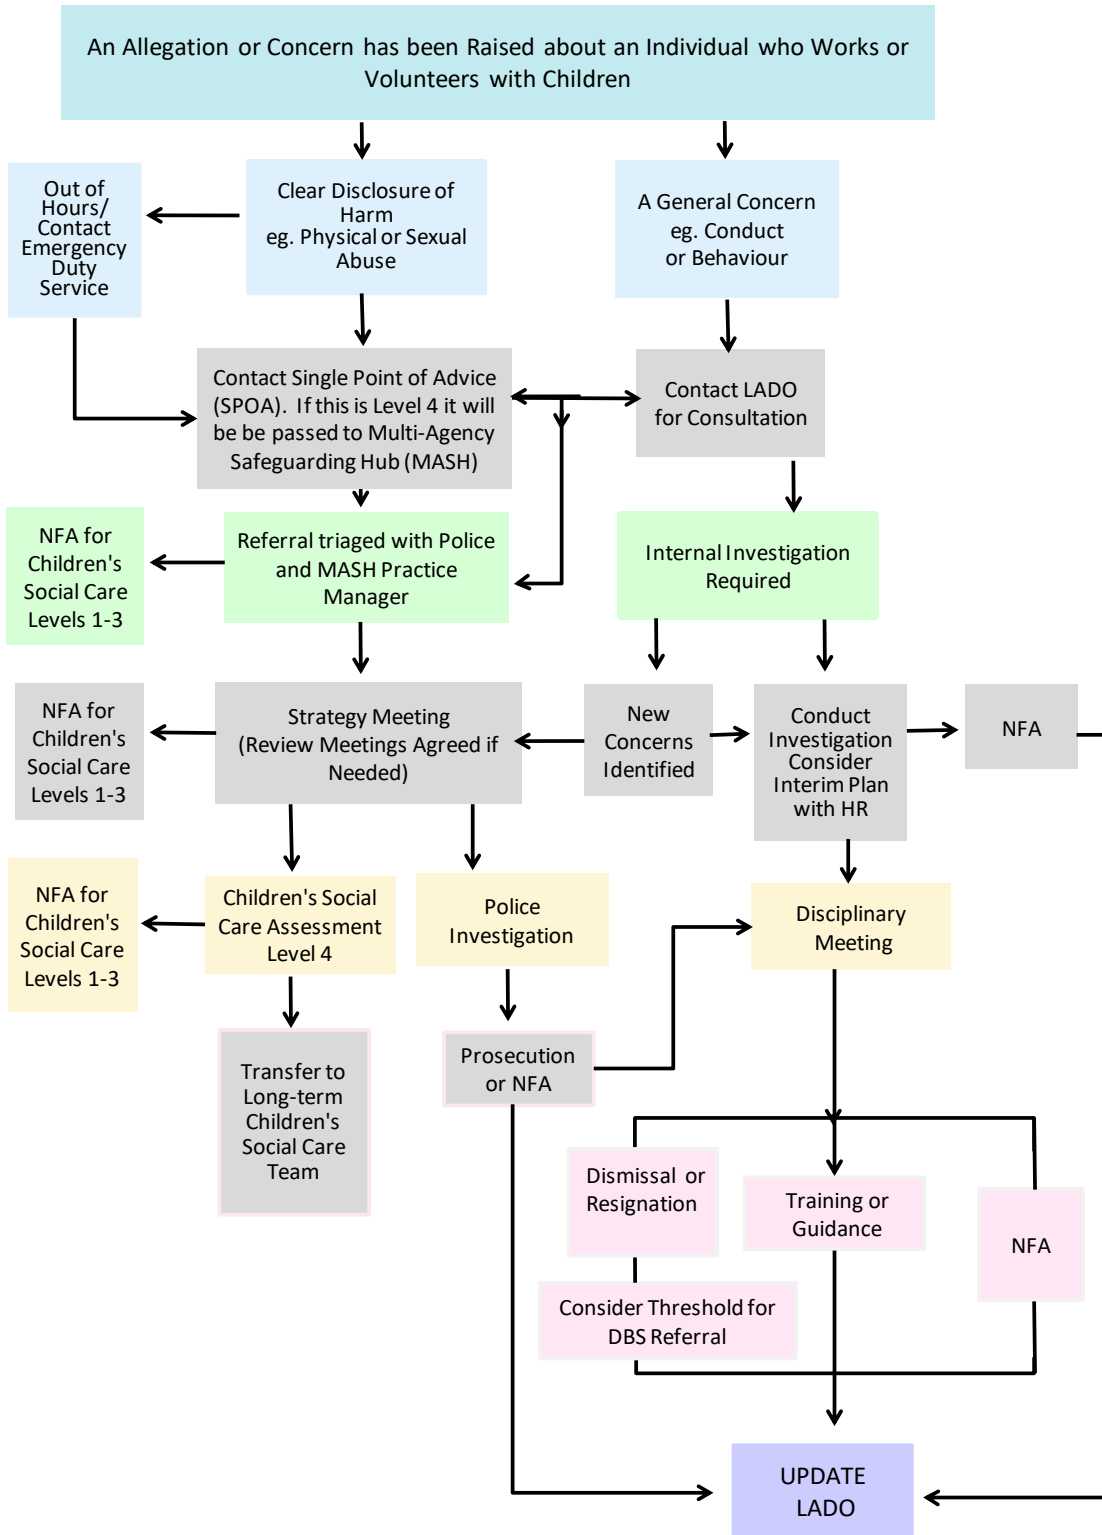 An Allegation or Concern has been Raised about an Individual who Works or
Volunteers with Children
Out of
Hours/
Contact
Emergency
Duty
Service
Clear Disclosure of
Harm
eg. Physical or Sexual
Abuse
A General Concern
eg. Conduct
or Behaviour
Contact Single Point of Advice
(SPOA). If this is Level 4 it will
be be passed to Multi-Agency
Safeguarding Hub (MASH)
Contact LADO
for Consultation
NFA for
Children's
Social Care
Levels 1-3
Referral triaged with Police
and MASH Practice
Manager
Internal Investigation
Required
NFA for
Children's
Social Care
Levels 1-3
Strategy Meeting
(Review Meetings Agreed if
Needed)
New
Concerns
Identified
Conduct
Investigation
Consider
Interim Plan
with HR
NFA
NFA for
Children's
Social Care
Levels 1-3
Children's Social
Care Assessment
Level 4
Police
Investigation
Disciplinary
Meeting
Transfer to
Long-term
Children's
Social Care
Team
Prosecution
or NFA
Dismissal or
Resignation
Training or
Guidance
NFA
Consider Threshold for
DBS Referral
UPDATE
LADO